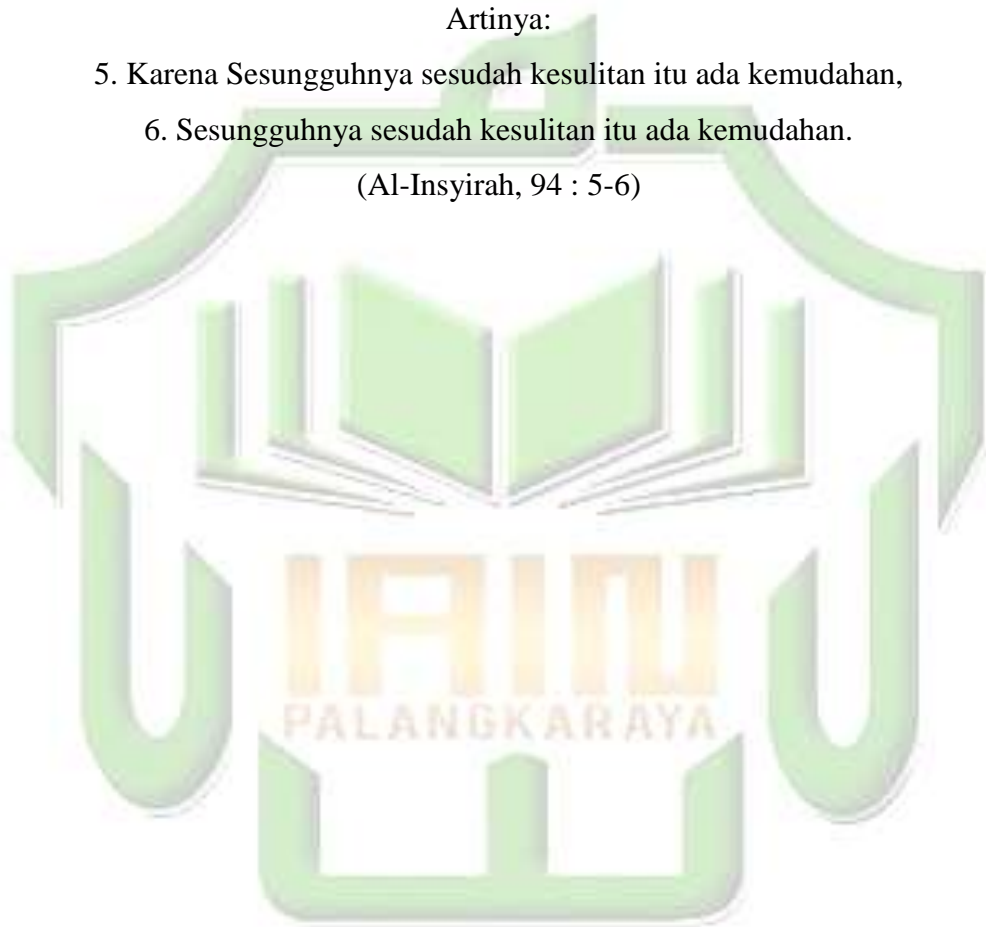 Artinya:
5. Karena Sesungguhnya sesudah kesulitan itu ada kemudahan,
6. Sesungguhnya sesudah kesulitan itu ada kemudahan.
(Al-Insyirah, 94 : 5-6)
IAIN
PALANGKARAYA